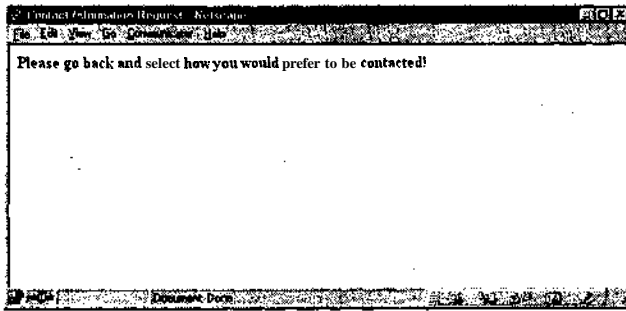 Contact Information Request - Netscape
File Edit View Go Communicator Help
Please go back and select how you would prefer to be contacted!
Document: Done